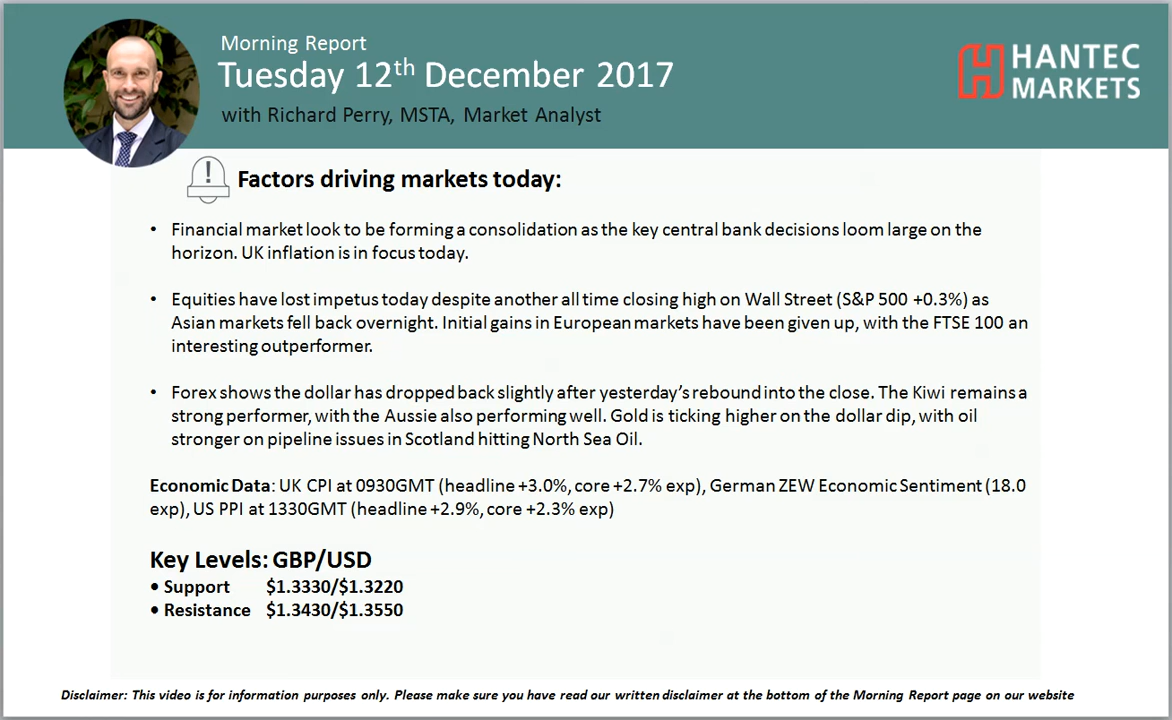 Morning Report
Tuesday 12th December 2017
with Richard Perry, MSTA, Market Analyst
HANTEC
MARKETS
!
Factors driving markets today:
• Financial market look to be forming a consolidation as the key central bank decisions loom large on the
horizon. UK inflation is in focus today.
• Equities have lost impetus today despite another all time closing high on Wall Street (S&P 500 +0.3%) as
Asian markets fell back overnight. Initial gains in European markets have been given up, with the FTSE 100 an
interesting outperformer.
• Forex shows the dollar has dropped back slightly after yesterday's rebound into the close. The Kiwi remains a
strong performer, with the Aussie also performing well. Gold is ticking higher on the dollar dip, with oil
stronger on pipeline issues in Scotland hitting North Sea Oil.
Economic Data: UK CPI at 0930GMT (headline +3.0%, core +2.7% exp), German ZEW Economic Sentiment (18.0
exp), US PPI at 1330GMT (headline +2.9%, core +2.3% exp)
Key Levels: GBP/USD
• Support $1.3330/$1.3220
• Resistance $1.3430/$1.3550
Disclaimer: This video is for information purposes only. Please make sure you have read our written disclaimer at the bottom of the Morning Report page on our website